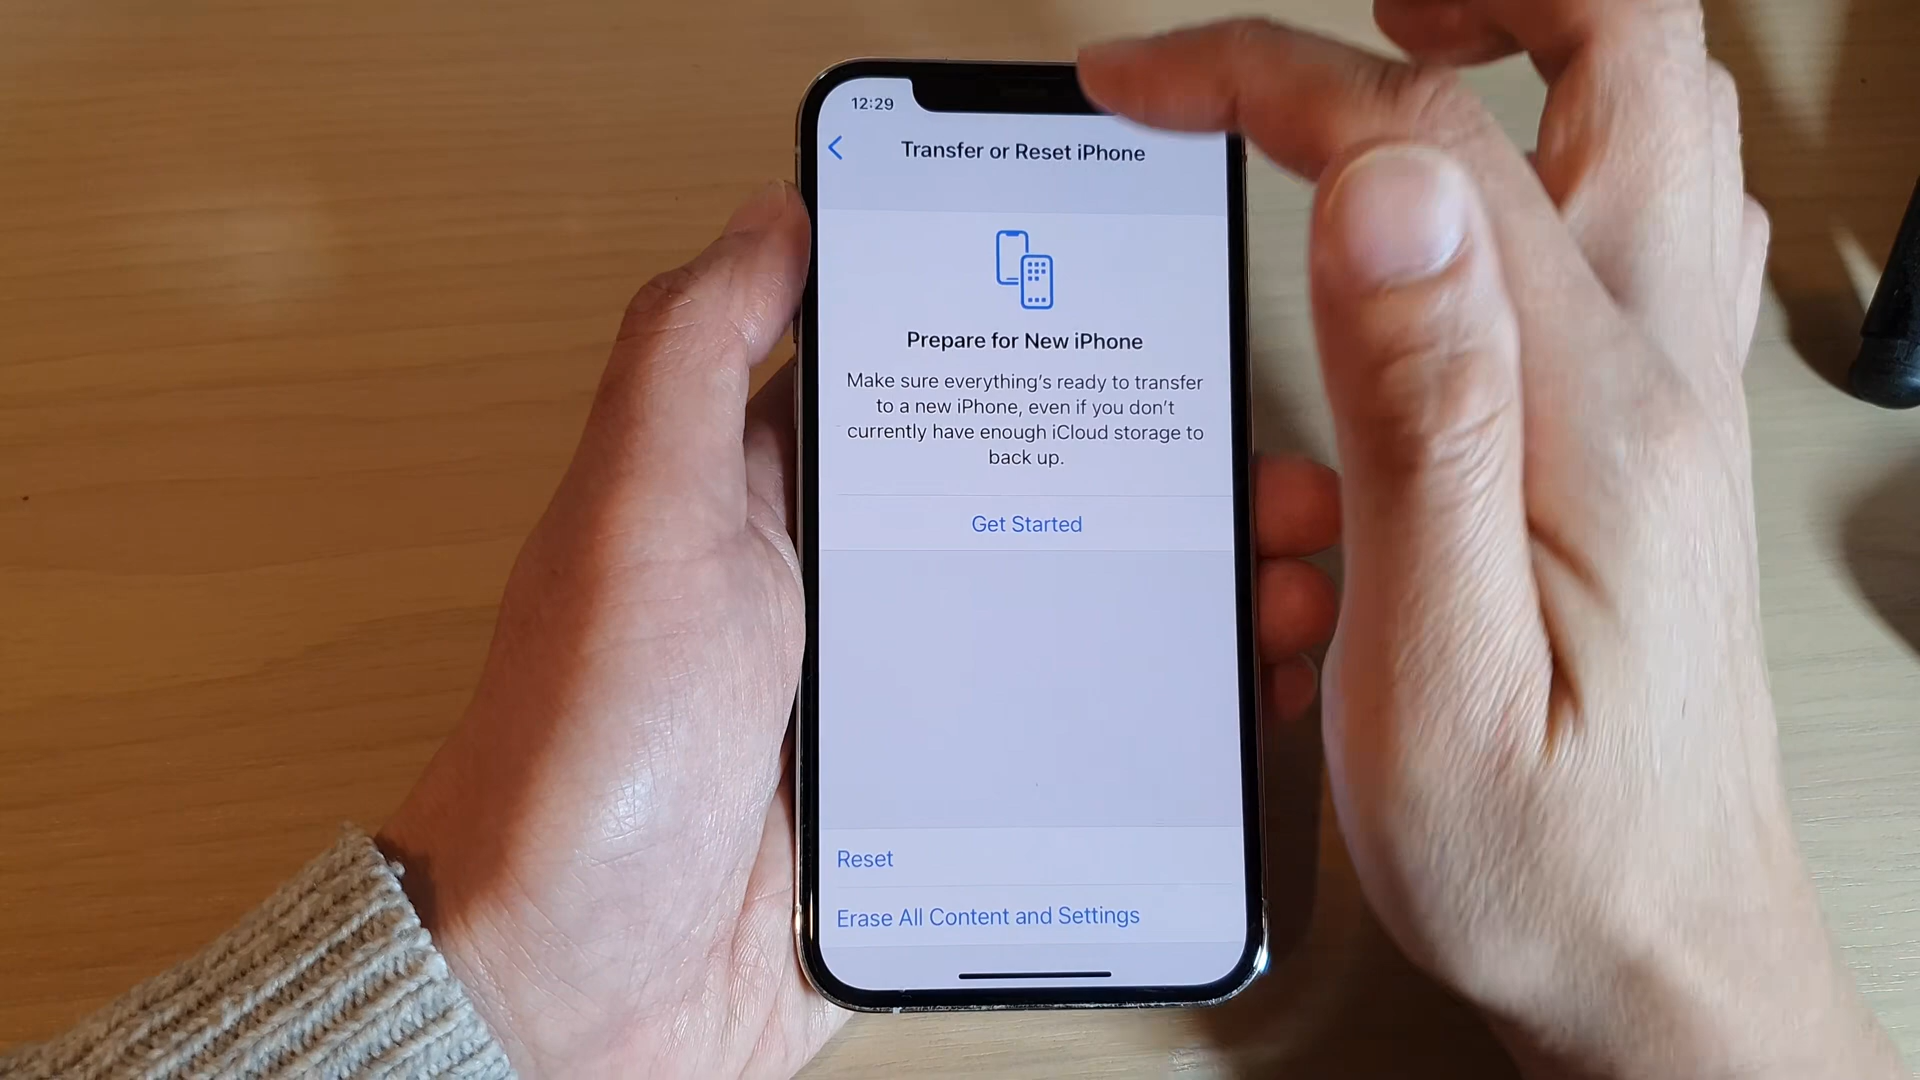 12:29
Transfer or Reset iPhone
Prepare for New iPhone
Make sure everything's ready to transfer
to a new iPhone, even if you don't
currently have enough iCloud storage to
back up.
Get Started
Reset
Erase All Content and Settings